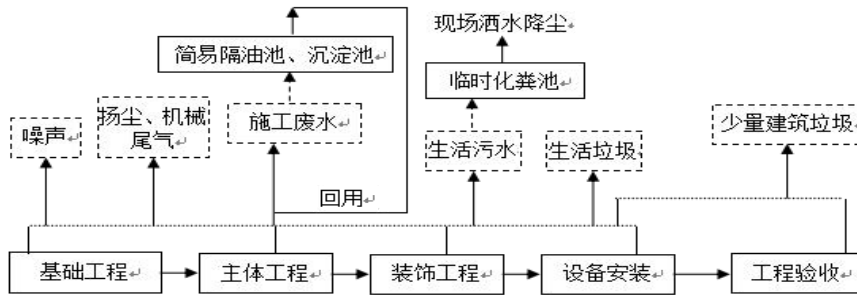 现场洒水降尘
简易隔油池、沉淀池
临时化粪池
扬尘、机械
尾气
噪声
施工废水
少量建筑垃圾
生活污水
生活垃圾
回用
基础工程
主体工程
装饰工程
设备安装
工程验收